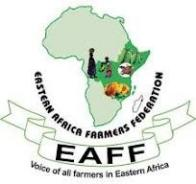 EASTERN AFRICA FARMERS FEDERATION
EAFF
Voice of all farmers in Eastern Africa